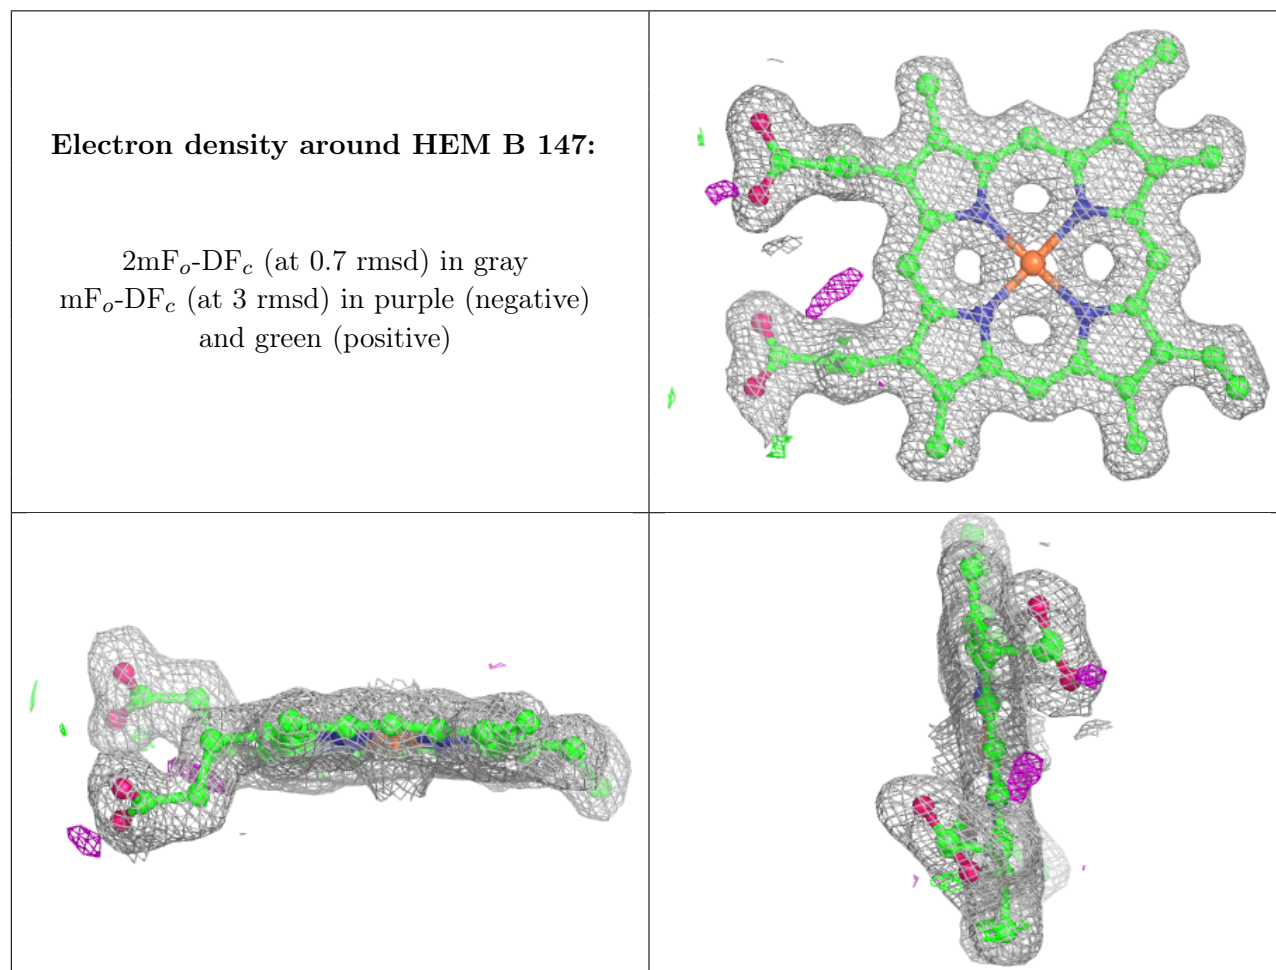 Electron density around HEM B 147:
2mFo-DFc (at 0.7 rmsd) in gray
mFo-DFc (at 3 rmsd) in purple (negative)
and green (positive)